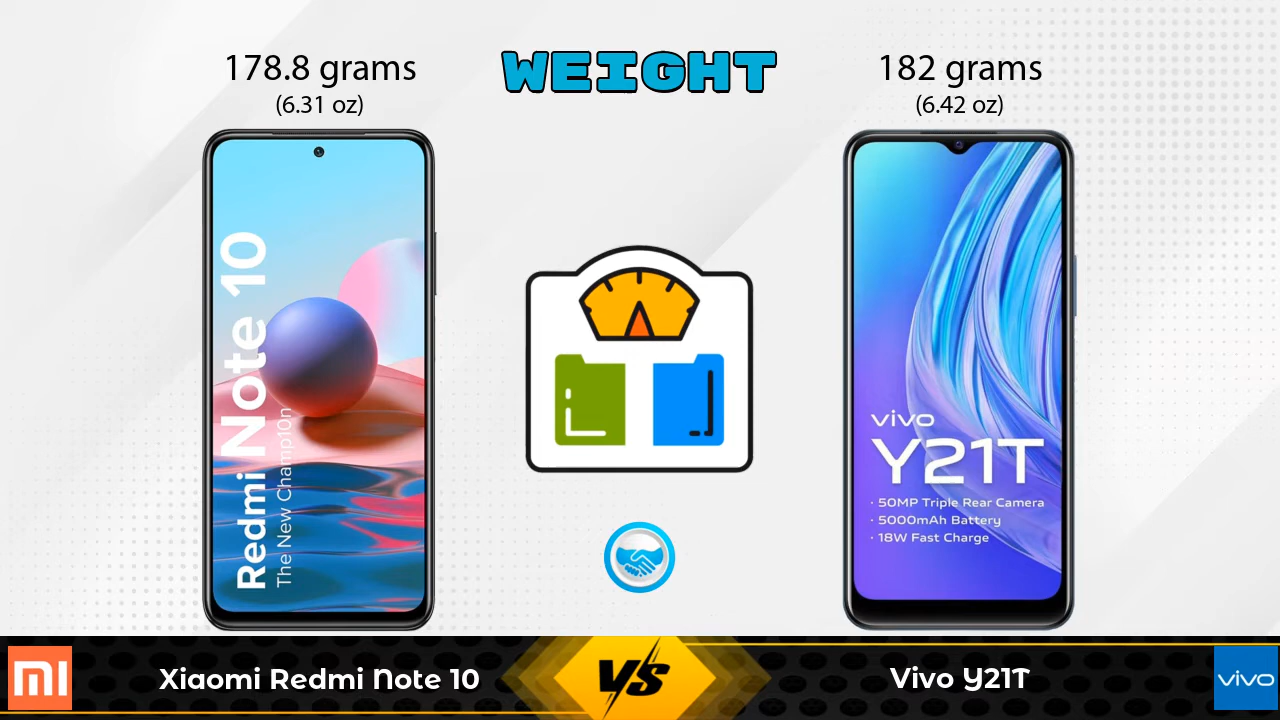 WEIGHT
178.8 grams
(6.31 oz)
182 grams
(6.42 oz)
Redmi Note 10
The New Champ10n
vivo
Y21T
· 50MP Triple Rear Camera
· 5000mAh Battery
· 18W Fast Charge
MI
Xiaomi Redmi Note 10
VS
Vivo Y21T
vivo